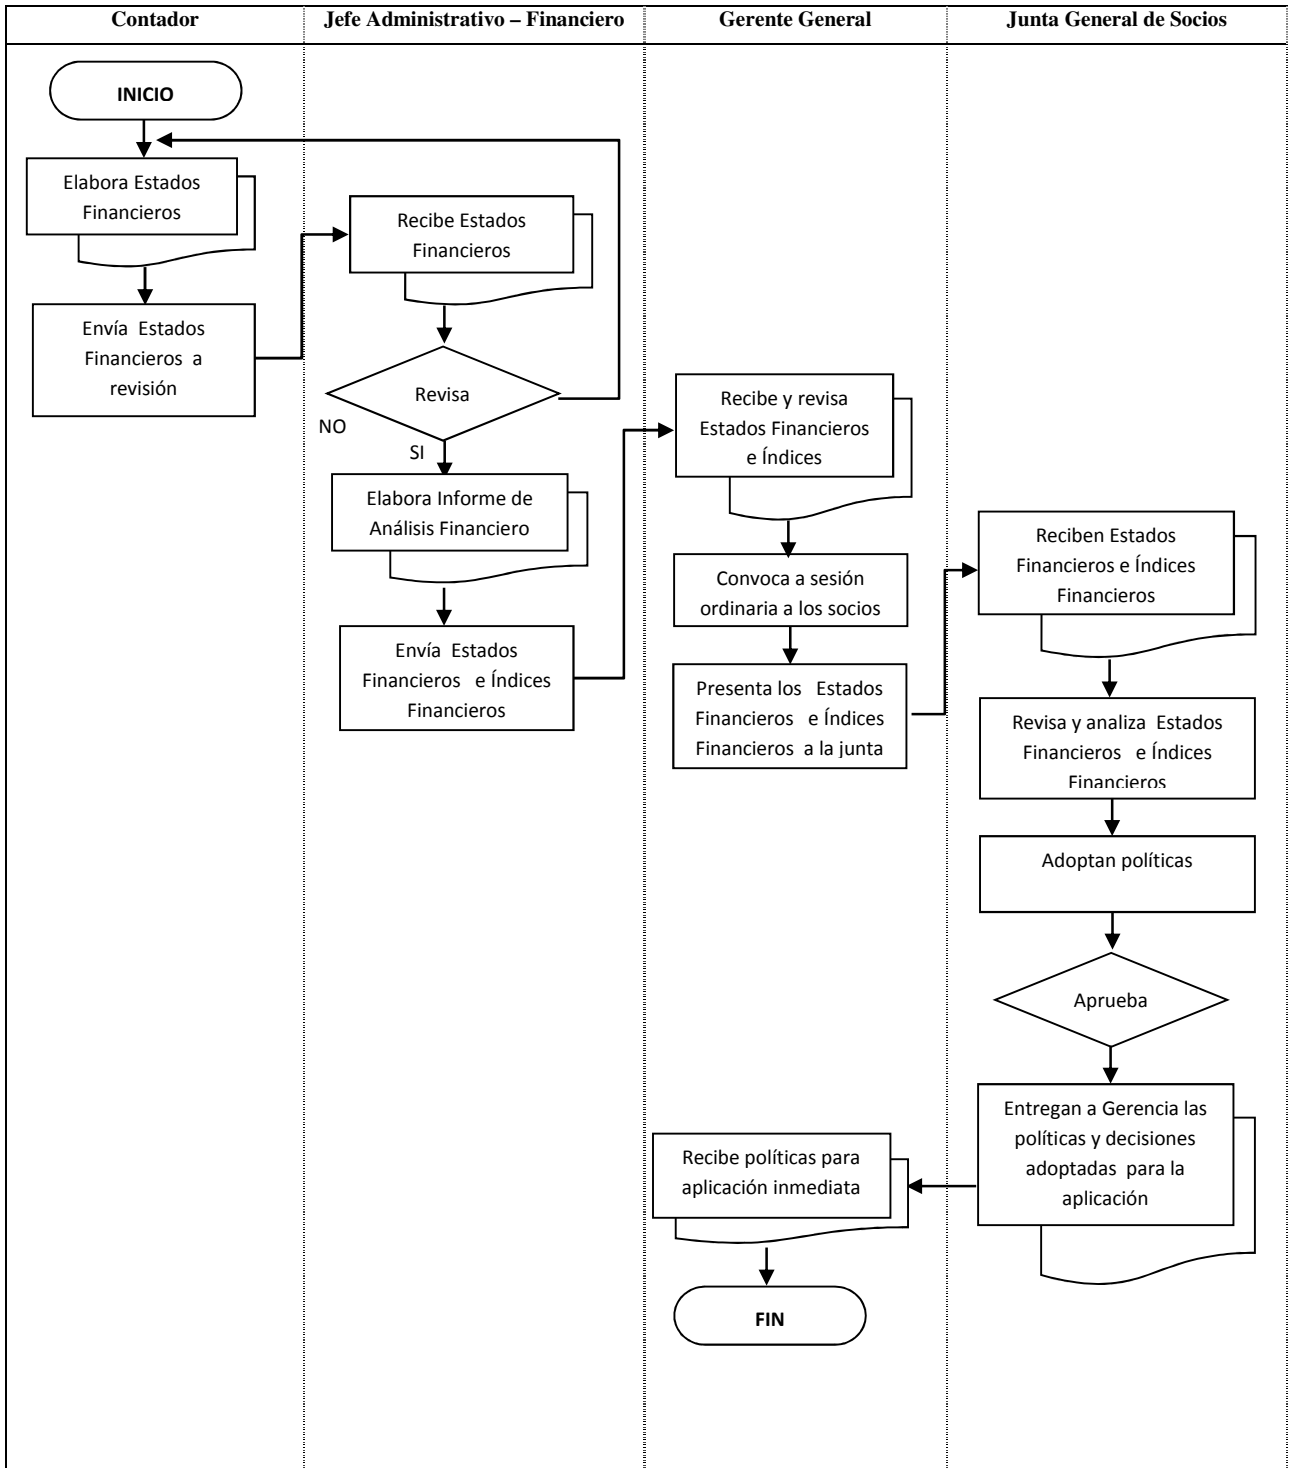 Contador
Jefe Administrativo – Financiero
Gerente General
Junta General de Socios
INICIO
Elabora Estados
Financieros
Envía Estados
Financieros a
revisión
Recibe Estados
Financieros
Revisa
NO
SI
Elabora Informe de
Análisis Financiero
Envía Estados
Financieros e Índices
Financieros
Recibe y revisa
Estados Financieros
e Índices
Convoca a sesión
ordinaria a los socios
Presenta los Estados
Financieros e Índices
Financieros a la junta
Reciben Estados
Financieros e Índices
Financieros
Revisa y analiza Estados
Financieros e Índices
Financieros
Adoptan políticas
Aprueba
Entregan a Gerencia las
políticas y decisiones
adoptadas para la
aplicación
Recibe políticas para
aplicación inmediata
FIN